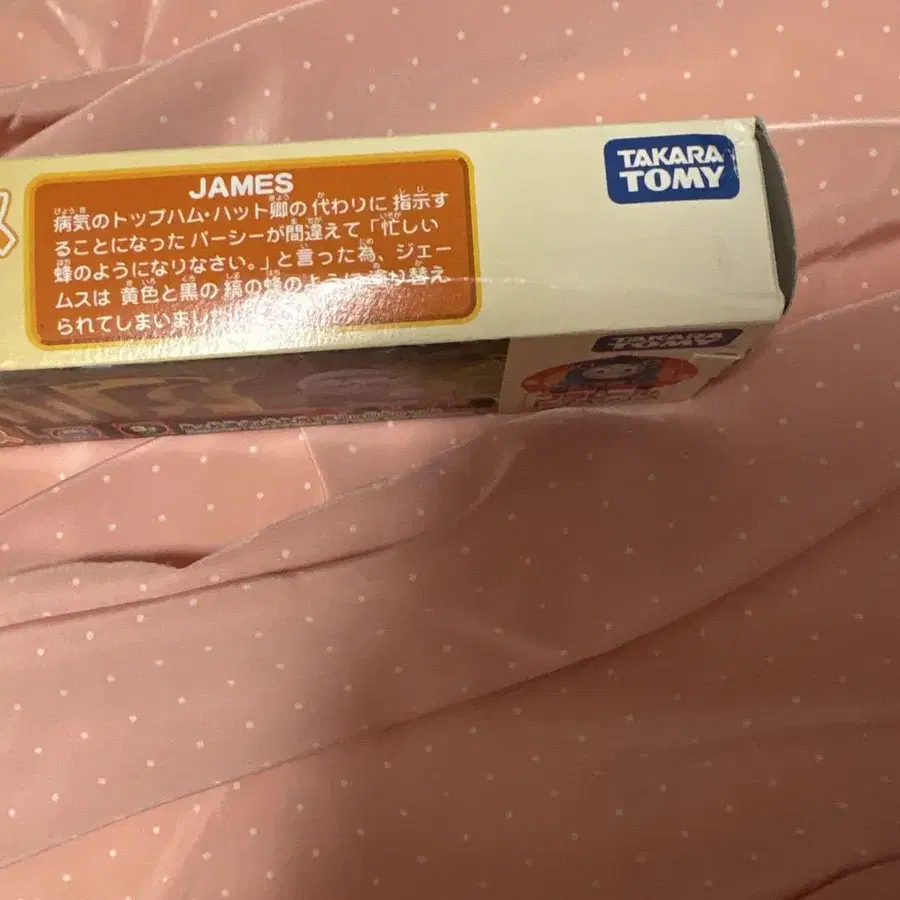 JAMES
病気のトップハム・ハット卿の代わりに指示す
ることになったパーシーが間違えて「忙しい
蜂のようになりなさい。」と言った為、ジェー
ムスは黄色と黒の縞の蜂のように塗り替え
られてしまいました
TAKARA
TOMY
TAKARA
TOMY